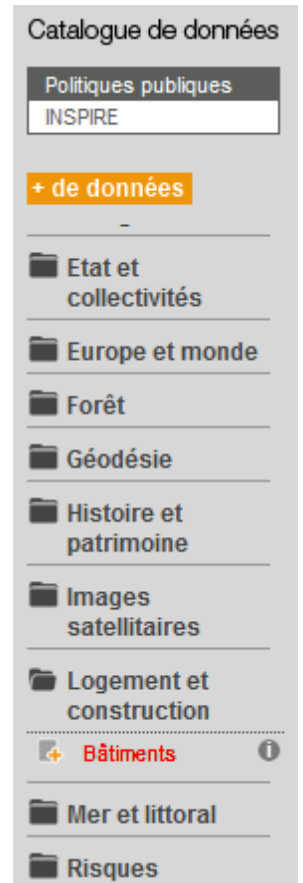 Catalogue de données
Politiques publiques
INSPIRE
+ de données
Etat et
collectivités
Europe et monde
Forêt
Géodésie
Histoire et
patrimoine
Images
satellitaires
Logement et
construction
Bâtiments
Mer et littoral
Risques